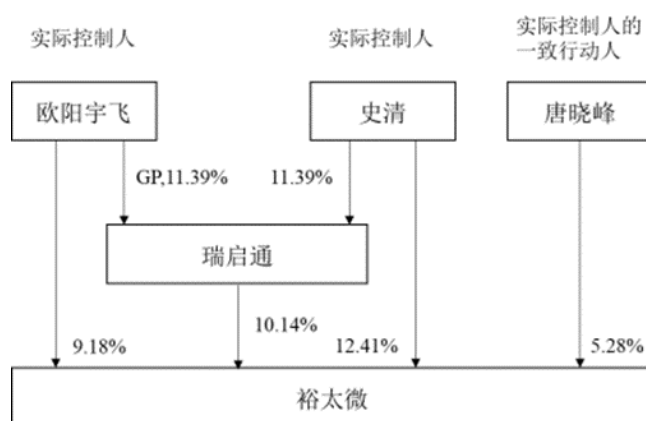 实际控制人
实际控制人
实际控制人的
一致行动人
欧阳宇飞
史清
唐晓峰
GP,11.39%
11.39%
瑞启通
10.14%
9.18%
12.41%
5.28%
裕太微